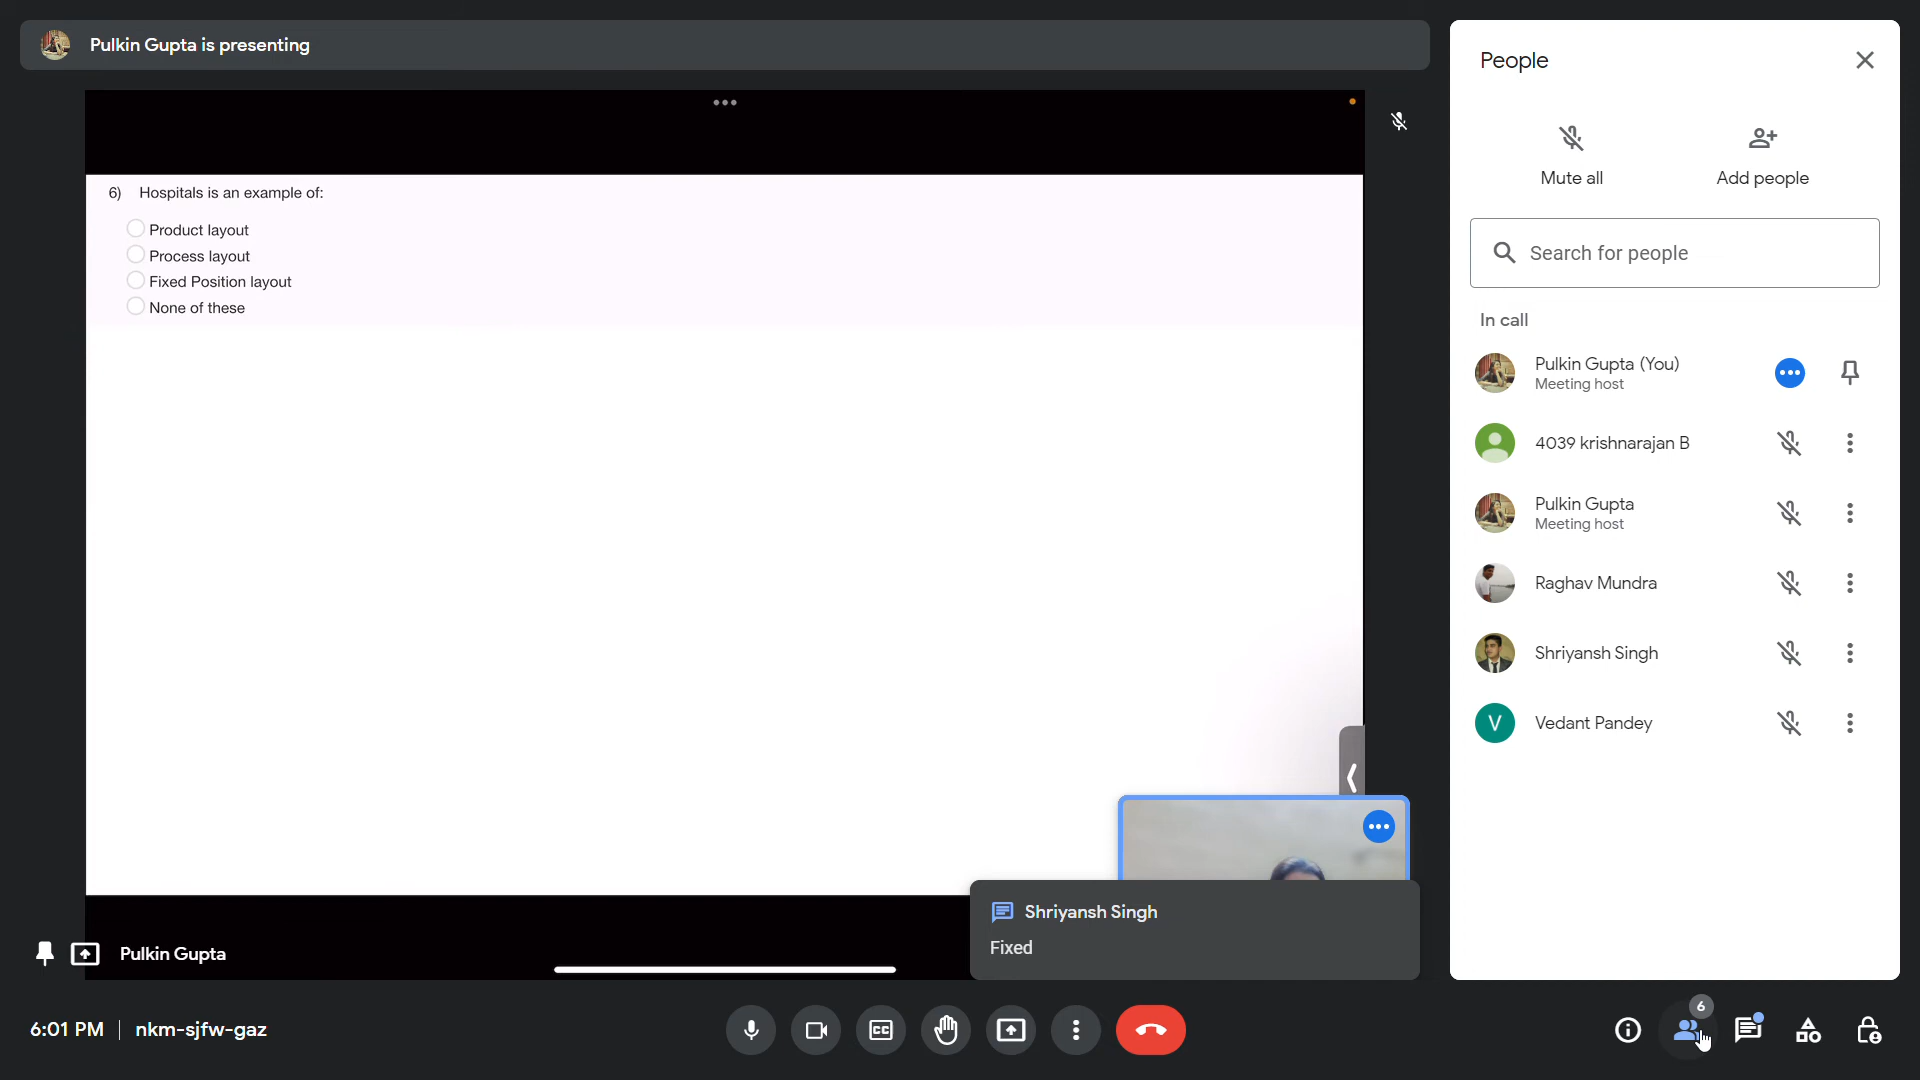 Pulkin Gupta is presenting
6) Hospitals is an example of:
Product layout
Process layout
Fixed Position layout
None of these
Pulkin Gupta
Shriyansh Singh
Fixed
People
Mute all
Add people
Search for people
In call
Pulkin Gupta (You)
Meeting host
4039 krishnarajan B
Pulkin Gupta
Meeting host
Raghav Mundra
Shriyansh Singh
V
Vedant Pandey
6:01 PM | nkm-sjfw-gaz
CC
6